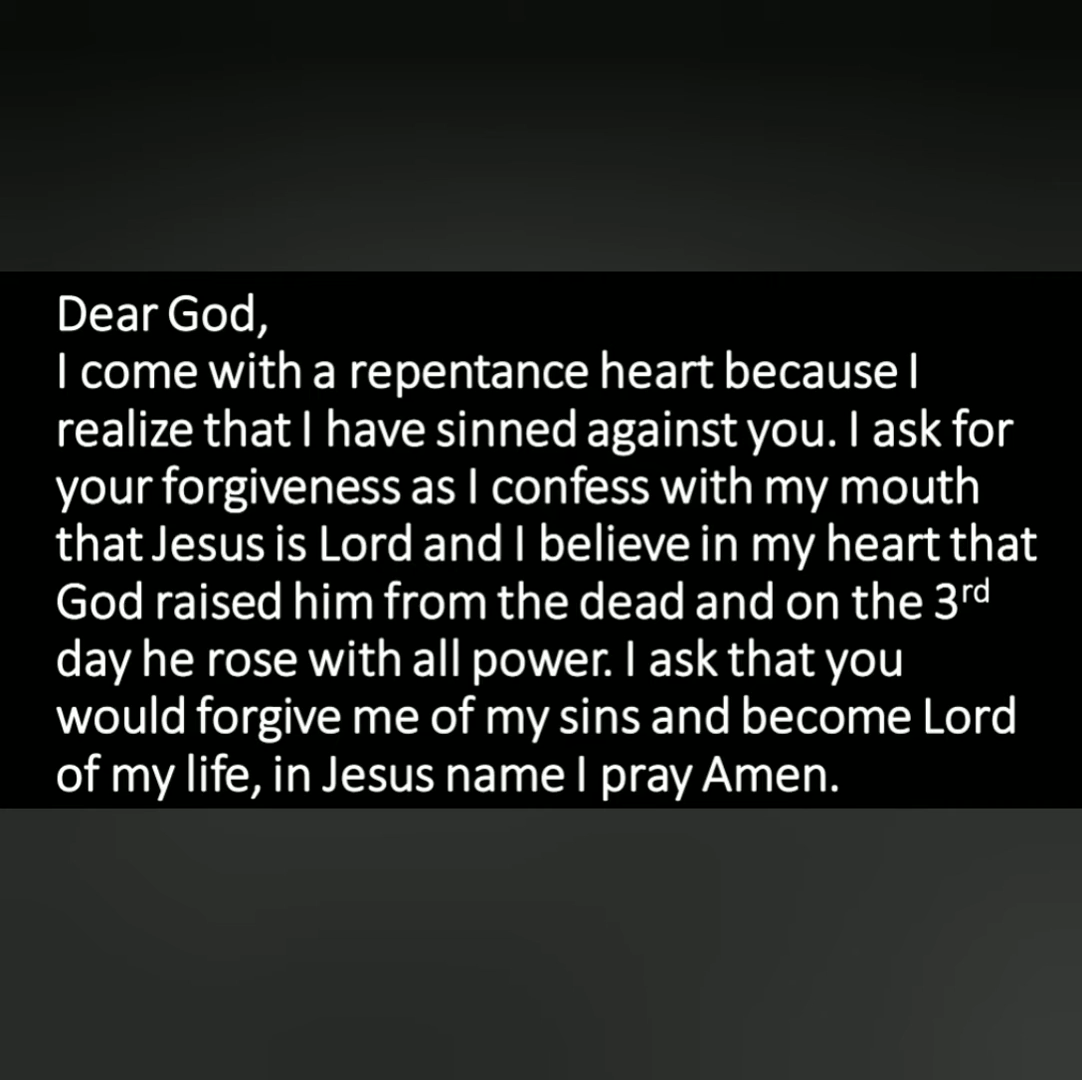 Dear God,
I come with a repentance heart because I
realize that I have sinned against you. I ask for
your forgiveness as I confess with my mouth
that Jesus is Lord and I believe in my heart that
God raised him from the dead and on the 3rd
day he rose with all power. I ask that you
would forgive me of my sins and become Lord
of my life, in Jesus name I pray Amen.